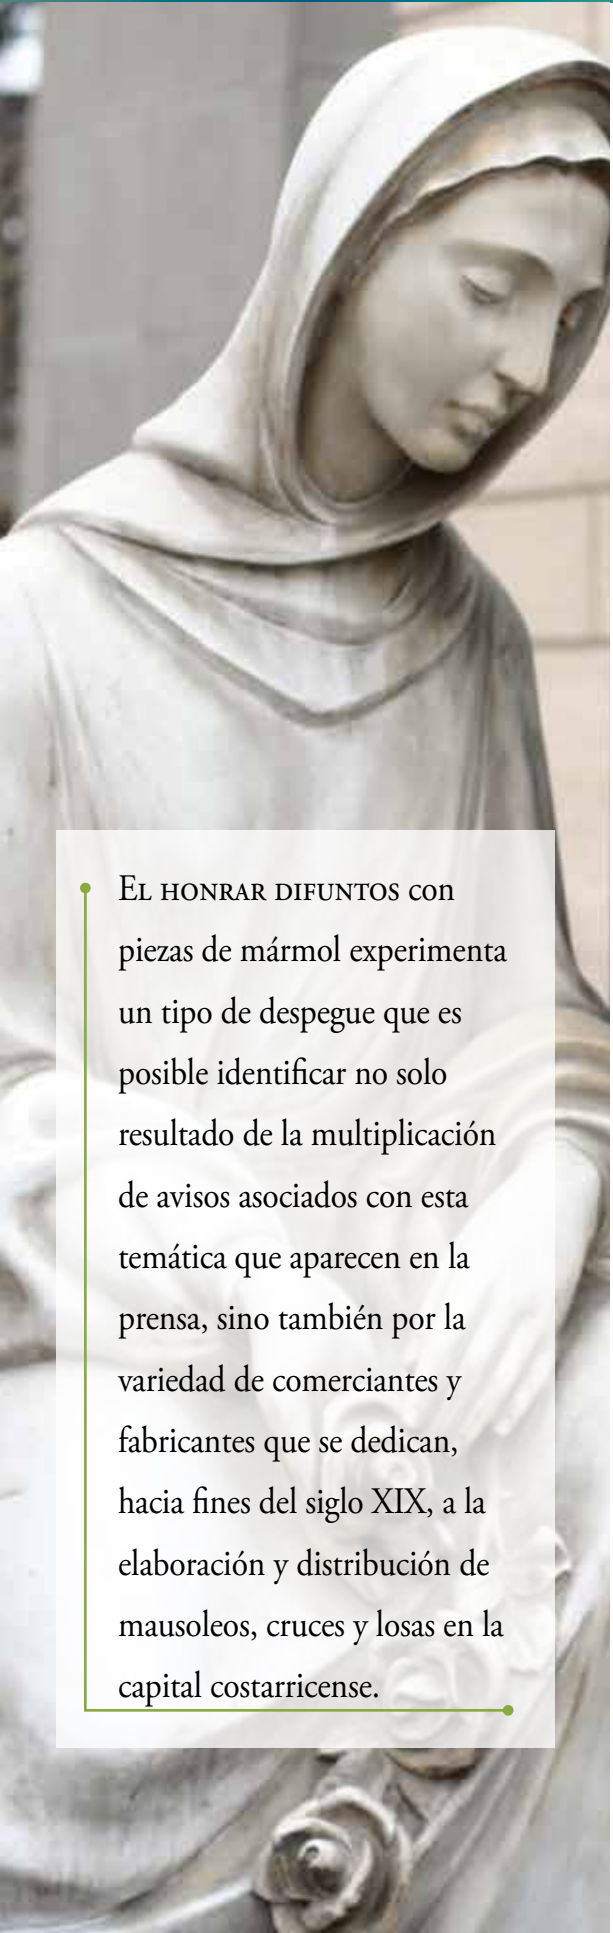 EL HONRAR DIFUNTOS con
piezas de mármol experimenta
un tipo de despegue que es
posible identificar no solo
resultado de la multiplicación
de avisos asociados con esta
temática que aparecen en la
prensa, sino también por la
variedad de comerciantes y
fabricantes que se dedican,
hacia fines del siglo XIX, a la
elaboración y distribución de
mausoleos, cruces y losas en la
capital costarricense.